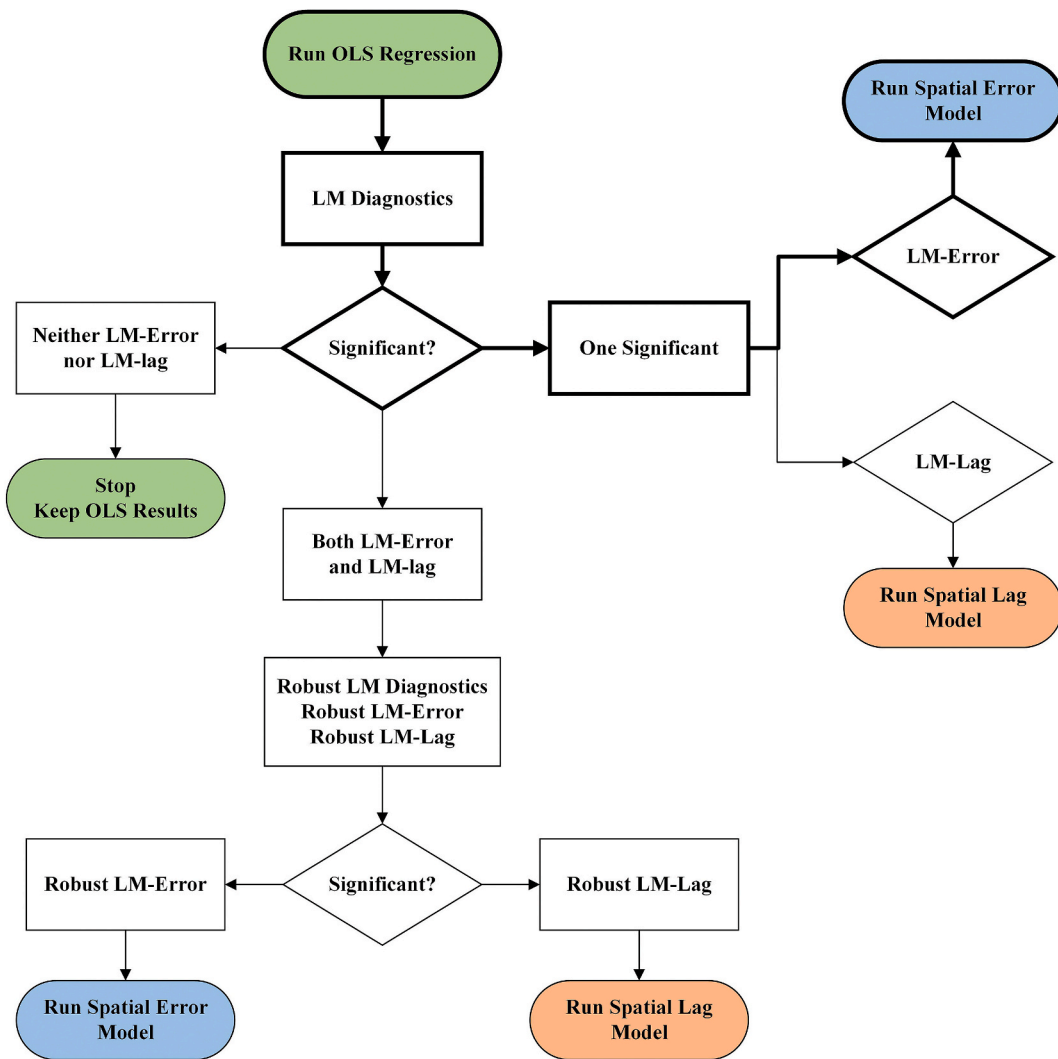 Run OLS Regression
Run Spatial Error
Model
LM Diagnostics
LM-Error
Neither LM-Error
nor LM-lag
Significant?
One Significant
Stop
Keep OLS Results
LM-Lag
Both LM-Error
and LM-lag
Run Spatial Lag
Model
Robust LM Diagnostics
Robust LM-Error
Robust LM-Lag
Robust LM-Error
Significant?
Robust LM-Lag
Run Spatial Error
Model
Run Spatial Lag
Model